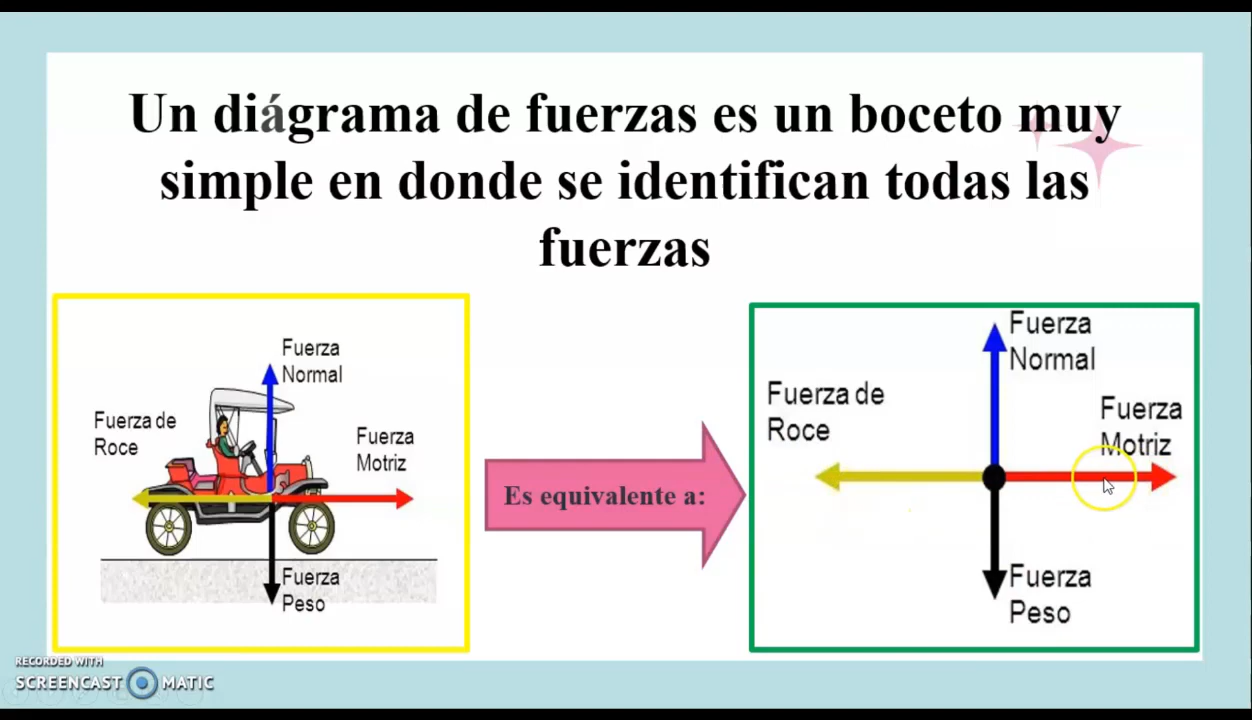 Un diágrama de fuerzas es un boceto muy
simple en donde se identifican todas las
fuerzas
Fuerza
Normal
Fuerza de
Roce
Fuerza
Motriz
Fuerza
Peso
Es equivalente a:
Fuerza
Normal
Fuerza de
Roce
Fuerza
Motriz
Fuerza
Peso
RECORDED WITH
SCREENCAST MATIC